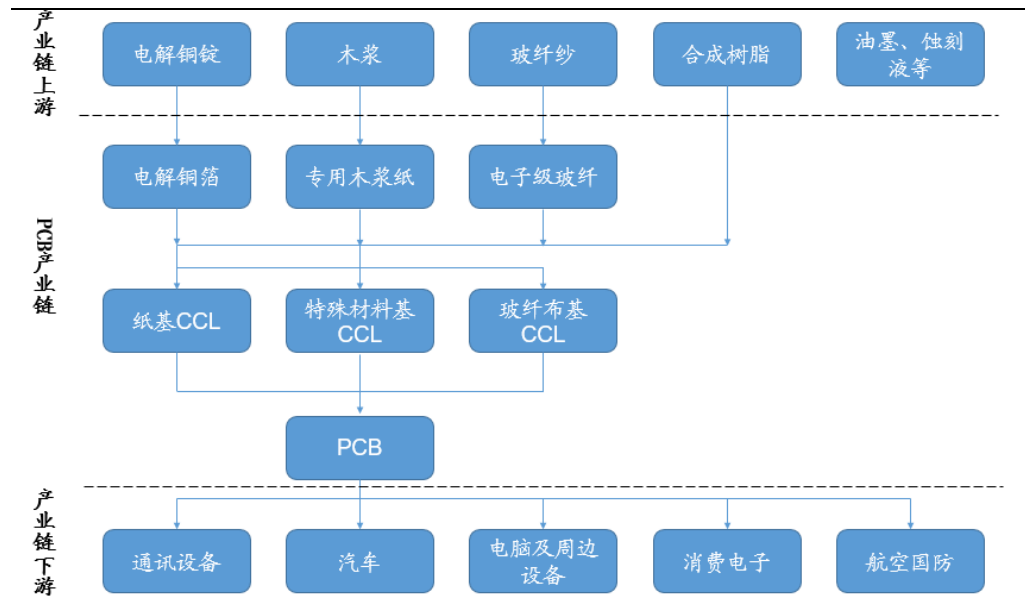 产业链上游
电解铜锭
木浆
玻纤纱
合成树脂
油墨、蚀刻
液等
PCB产业链
电解铜箔
专用木浆纸
电子级玻纤
纸基CCL
特殊材料基
CCL
玻纤布基
CCL
PCB
产业链下游
通讯设备
汽车
电脑及周边
设备
消费电子
航空国防